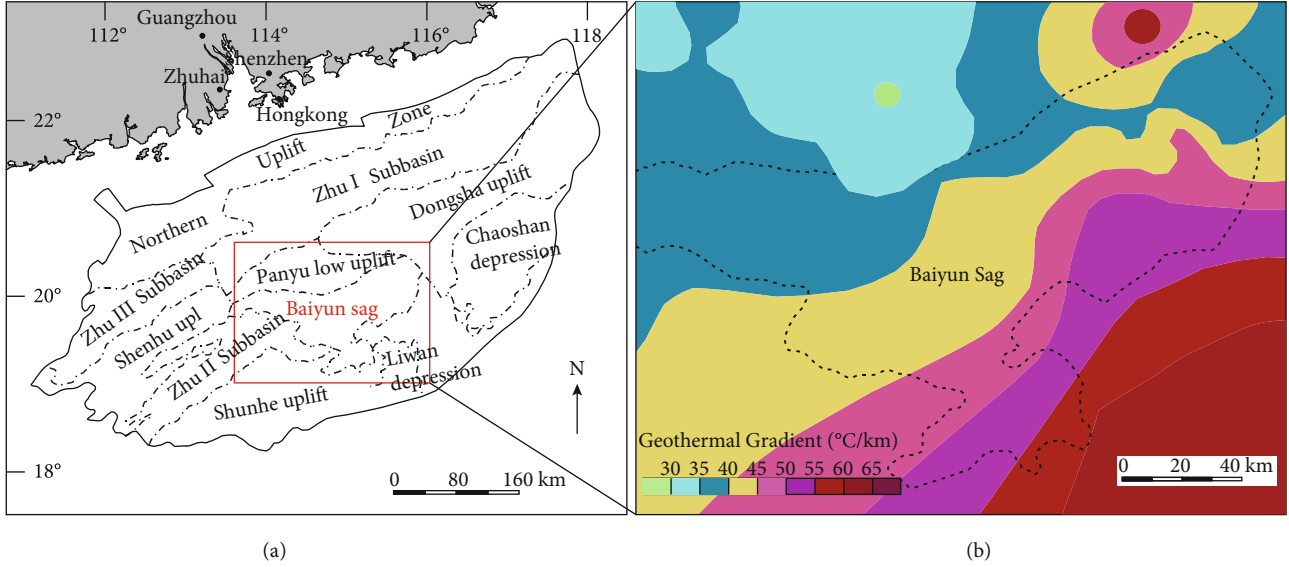 112°
114°
116°
118°
Guangzhou
Shenzhen
Zhuhai
Hongkong
22°
20°
18°
Uplift
Zone
Northern
Zhu I Subbasin
Dongsha uplift
Chaoshan
depression
Panyu low uplift
Baiyun sag
Zhu III Subbasin
Shenhu upl
Zhu II Subbasin
Liwan
depression
Shunhe uplift
N
0 80 160 km
(a)
Baiyun Sag
Geothermal Gradient (°C/km)
30 35 40 45 50 55 60 65
0 20 40 km
(b)